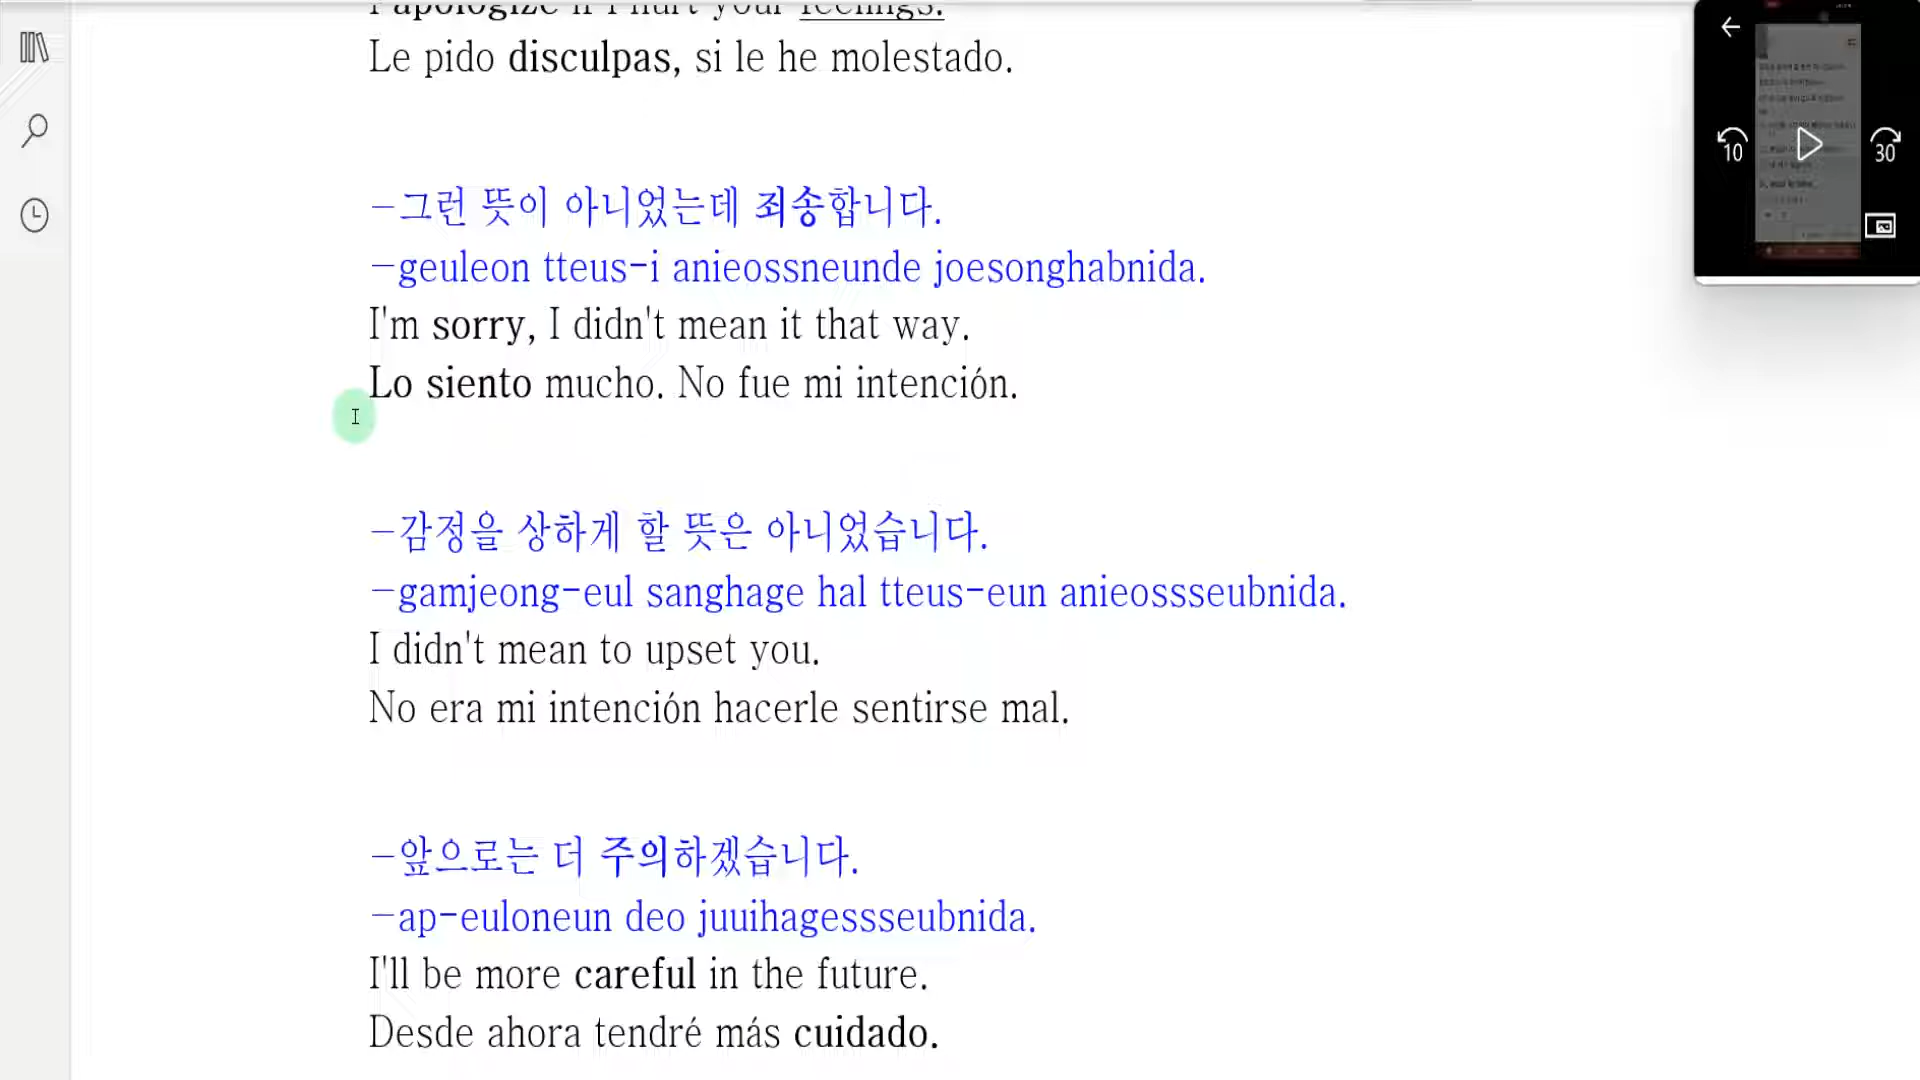 I apologize if I hurt your feelings.
Le pido disculpas, si le he molestado.
-그런 뜻이 아니었는데 죄송합니다.
-geuleon tteus-i anieossneunde joesonghabnida.
I'm sorry, I didn't mean it that way.
Lo siento mucho. No fue mi intención.
-감정을 상하게 할 뜻은 아니었습니다.
-gamjeong-eul sanghage hal tteus-eun anieossseubnida.
I didn't mean to upset you.
No era mi intención hacerle sentirse mal.
-앞으로는 더 주의하겠습니다.
-ap-euloneun deo juuihagessseubnida.
I'll be more careful in the future.
Desde ahora tendré más cuidado.
10
30